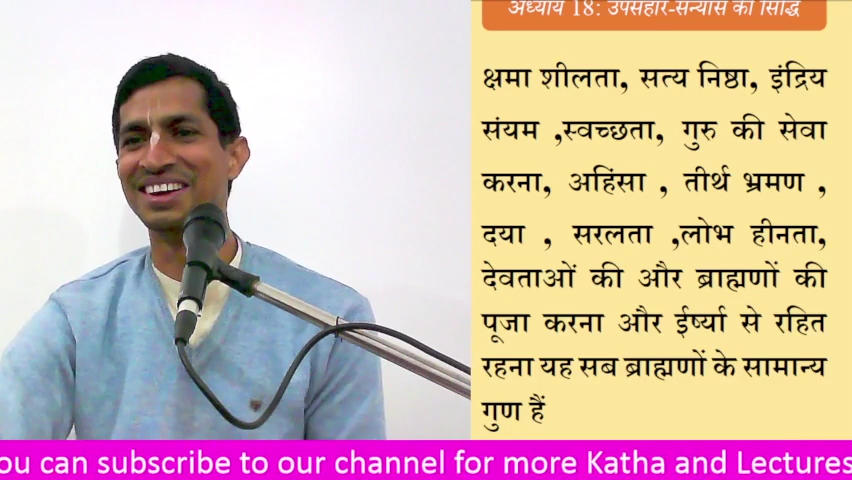 अध्याय 18: उपसंहार-सन्यास की सिद्धि
क्षमा शीलता, सत्य निष्ठा, इंद्रिय
संयम ,स्वच्छता, गुरु की सेवा
करना, अहिंसा , तीर्थ भ्रमण ,
दया , सरलता ,लोभ हीनता,
देवताओं की और ब्राह्मणों की
पूजा करना और ईर्ष्या से रहित
रहना यह सब ब्राह्मणों के सामान्य
गुण हैं
ou can subscribe to our channel for more Katha and Lectures